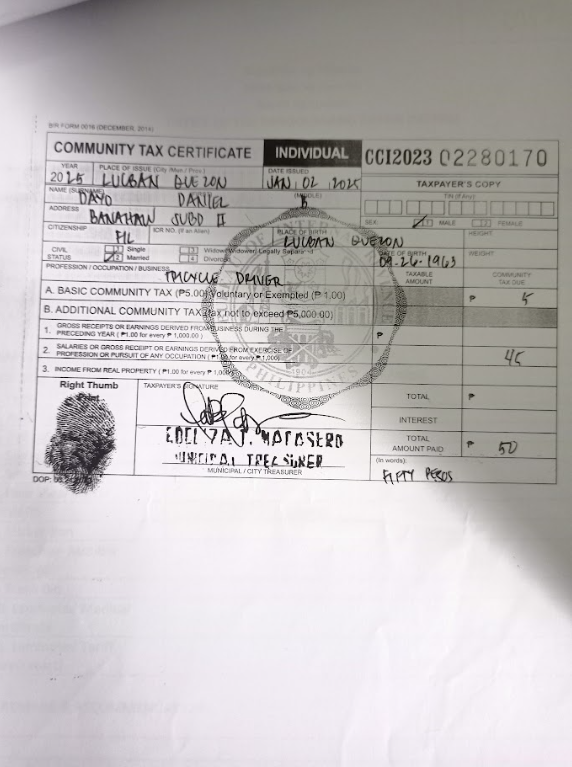 BIR FORM 0016 (DECEMBER, 2014)
COMMUNITY TAX CERTIFICATE INDIVIDUAL CCI2023 02280170
YEAR PLACE OF ISSUE (City / Mun / Prov.) DATE ISSUED TAXPAYER'S COPY
2025 LUCBAN QUEZON JAN. 02, 2025
NAME (SURNAME) (MIDDLE) TIN (If Any)
DAYO DANIEL B
ADDRESS SEX 1 MALE 2 FEMALE
BANAHAW SUBD II
CITIZENSHIP ICR NO. (If an Alien) PLACE OF BIRTH HEIGHT
FIL LUCBAN QUEZON
CIVIL STATUS 1 Single 2 Married 3 Widow/Widower/Legally Separated 4 Divorced DATE OF BIRTH WEIGHT
09-26-1963
PROFESSION / OCCUPATION / BUSINESS TAXABLE AMOUNT COMMUNITY TAX DUE
TRICYCLE DRIVER
A. BASIC COMMUNITY TAX (₱5.00) Voluntary or Exempted (₱1.00) ₱ 5
B. ADDITIONAL COMMUNITY TAX (tax not to exceed ₱5,000.00)
1. GROSS RECEIPTS OR EARNINGS DERIVED FROM BUSINESS DURING THE PRECEDING YEAR (₱1.00 for every ₱1,000.00) ₱
2. SALARIES OR GROSS RECEIPT OR EARNINGS DERIVED FROM EXERCISE OF PROFESSION OR PURSUIT OF ANY OCCUPATION (₱1.00 for every ₱1,000) 45
3. INCOME FROM REAL PROPERTY (₱1.00 for every ₱1,000)
Right Thumb Print TAXPAYER'S SIGNATURE TOTAL ₱
INTEREST
TOTAL AMOUNT PAID ₱ 50
MUNICIPAL TREASURER
MUNICIPAL / CITY TREASURER
(in words)
FIFTY PESOS
PHILIPPINES